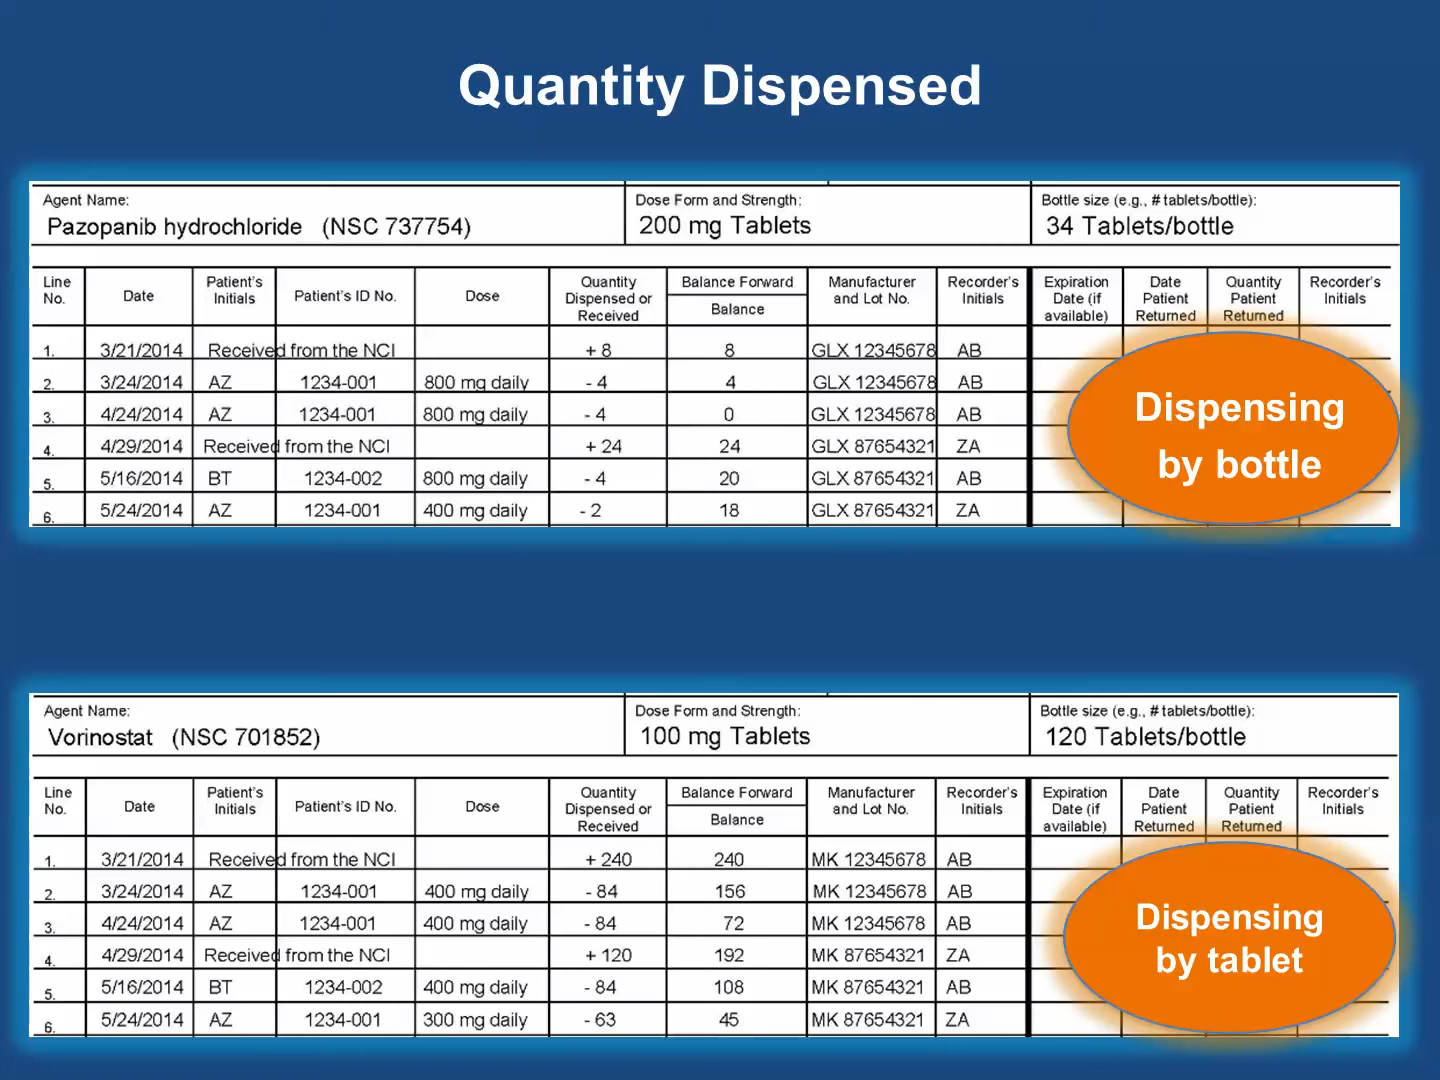 Quantity Dispensed
Agent Name: Dose Form and Strength: Bottle size (e.g., # tablets/bottle):
Pazopanib hydrochloride (NSC 737754) 200 mg Tablets 34 Tablets/bottle
Line No. Date Patient's Initials Patient's ID No. Dose Quantity Dispensed or Received Balance Forward Balance Manufacturer and Lot No. Recorder's Initials Expiration Date (if available) Date Patient Returned Quantity Patient Returned Recorder's Initials
1. 3/21/2014 Received from the NCI + 8 8 GLX 12345678 AB
2. 3/24/2014 AZ 1234-001 800 mg daily - 4 4 GLX 12345678 AB
3. 4/24/2014 AZ 1234-001 800 mg daily - 4 0 GLX 12345678 AB
4. 4/29/2014 Received from the NCI + 24 24 GLX 87654321 ZA
5. 5/16/2014 BT 1234-002 800 mg daily - 4 20 GLX 87654321 AB
6. 5/24/2014 AZ 1234-001 400 mg daily - 2 18 GLX 87654321 ZA
Dispensing
by bottle
Agent Name: Dose Form and Strength: Bottle size (e.g., # tablets/bottle):
Vorinostat (NSC 701852) 100 mg Tablets 120 Tablets/bottle
Line No. Date Patient's Initials Patient's ID No. Dose Quantity Dispensed or Received Balance Forward Balance Manufacturer and Lot No. Recorder's Initials Expiration Date (if available) Date Patient Returned Quantity Patient Returned Recorder's Initials
1. 3/21/2014 Received from the NCI + 240 240 MK 12345678 AB
2. 3/24/2014 AZ 1234-001 400 mg daily - 84 156 MK 12345678 AB
3. 4/24/2014 AZ 1234-001 400 mg daily - 84 72 MK 12345678 AB
4. 4/29/2014 Received from the NCI + 120 192 MK 87654321 ZA
5. 5/16/2014 BT 1234-002 400 mg daily - 84 108 MK 87654321 AB
6. 5/24/2014 AZ 1234-001 300 mg daily - 63 45 MK 87654321 ZA
Dispensing
by tablet